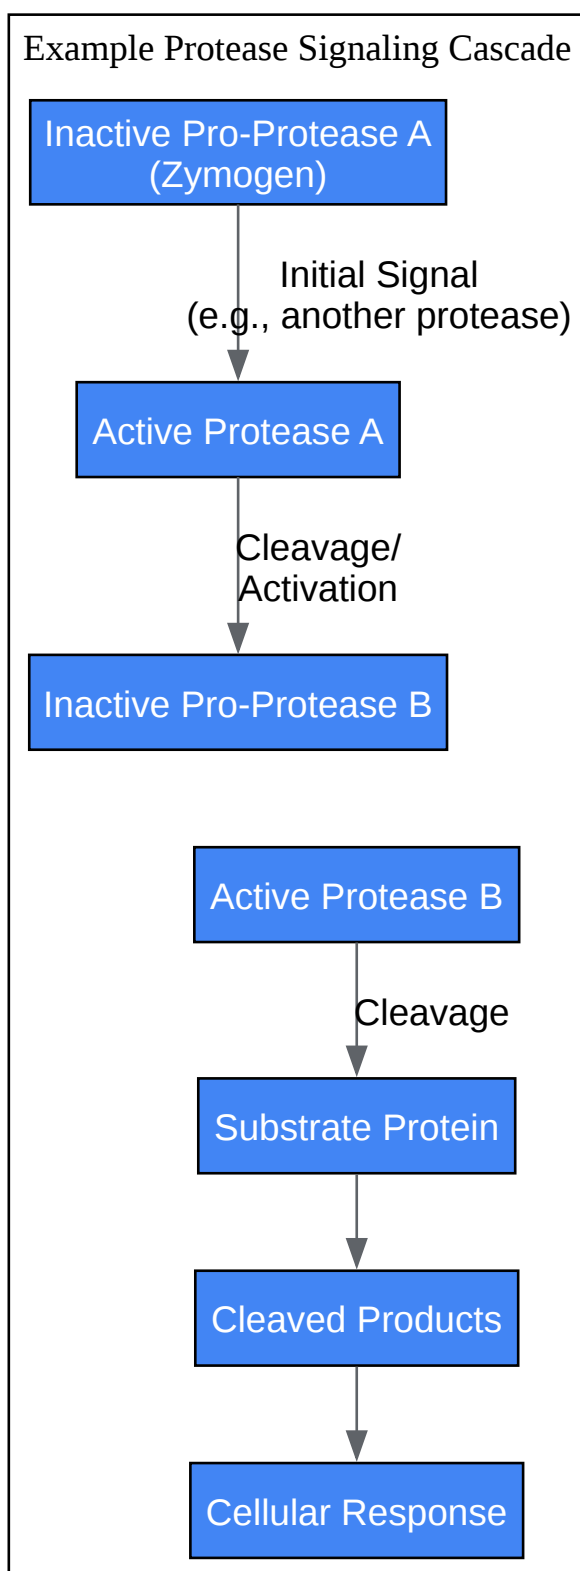 Example Protease Signaling Cascade
Inactive Pro-Protease A
(Zymogen)
Initial Signal
(e.g., another protease)
Active Protease A
Cleavage/
Activation
Inactive Pro-Protease B
Active Protease B
Cleavage
Substrate Protein
Cleaved Products
Cellular Response